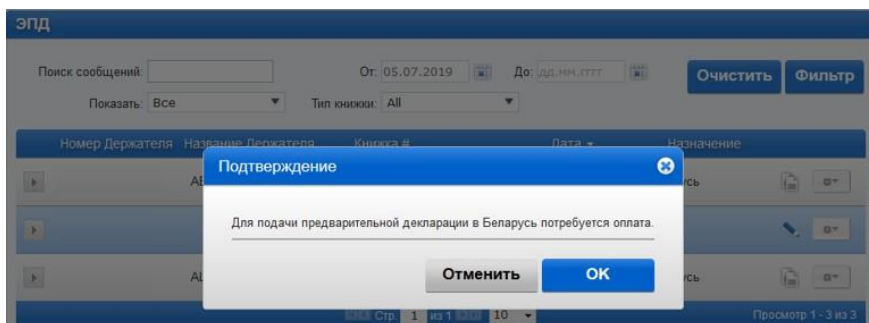 ЭПД
Поиск сообщений: От: 05.07.2019 До: дд.мм.гггг Очистить Фильтр
Показать: Все Тип книжки: All
Номер Держателя Название Держателя Книжка # Дата Назначение
Подтверждение
Для подачи предварительной декларации в Беларусь потребуется оплата.
Отменить OK
Стр. 1 из 1 10 Просмотр 1 - 3 из 3